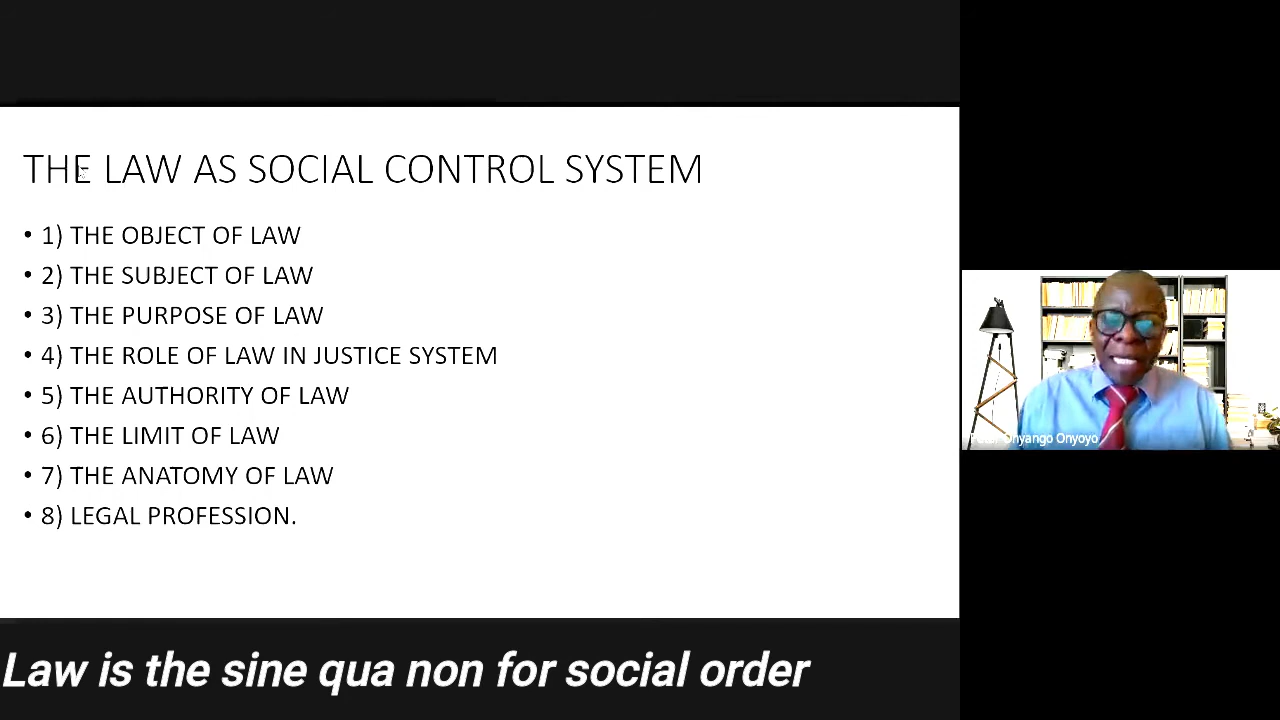 THE LAW AS SOCIAL CONTROL SYSTEM
• 1) THE OBJECT OF LAW
• 2) THE SUBJECT OF LAW
• 3) THE PURPOSE OF LAW
• 4) THE ROLE OF LAW IN JUSTICE SYSTEM
• 5) THE AUTHORITY OF LAW
• 6) THE LIMIT OF LAW
• 7) THE ANATOMY OF LAW
• 8) LEGAL PROFESSION.
Onyango Onyoyo
Law is the sine qua non for social order